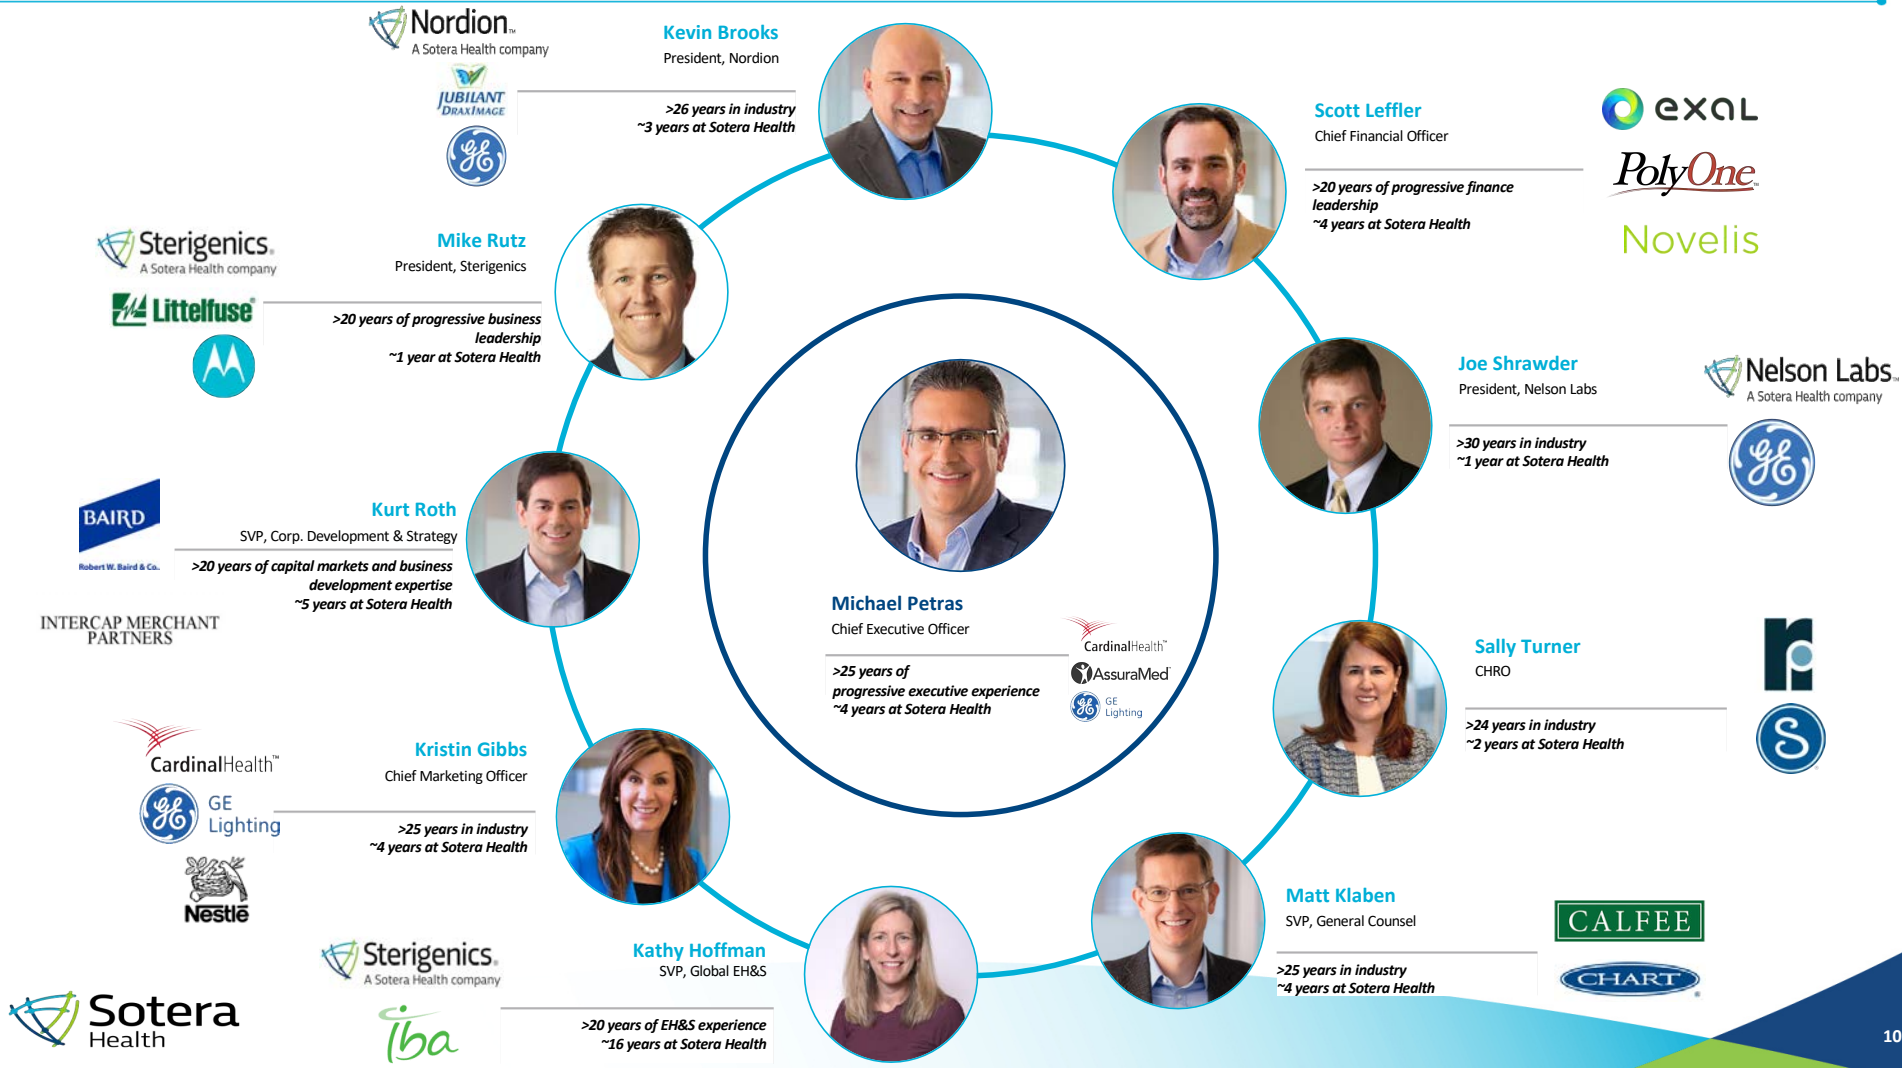 Nordion™
A Sotera Health company
JUBILANT
DRAXIMAGE
GE
Kevin Brooks
President, Nordion
>26 years in industry
~3 years at Sotera Health
Scott Leffler
Chief Financial Officer
>20 years of progressive finance
leadership
~4 years at Sotera Health
exal
PolyOne™
Novelis
Sterigenics®
A Sotera Health company
Littelfuse®
Mike Rutz
President, Sterigenics
>20 years of progressive business
leadership
~1 year at Sotera Health
Joe Shrawder
President, Nelson Labs
>30 years in industry
~1 year at Sotera Health
Nelson Labs™
A Sotera Health company
GE
BAIRD
Robert W. Baird & Co.
INTERCAP MERCHANT
PARTNERS
Kurt Roth
SVP, Corp. Development & Strategy
>20 years of capital markets and business
development expertise
~5 years at Sotera Health
Michael Petras
Chief Executive Officer
>25 years of
progressive executive experience
~4 years at Sotera Health
CardinalHealth™
AssuraMed
GE
GE
Lighting
Sally Turner
CHRO
>24 years in industry
~2 years at Sotera Health
r
S
CardinalHealth™
GE
GE
Lighting
Nestlé
Kristin Gibbs
Chief Marketing Officer
>25 years in industry
~4 years at Sotera Health
Matt Klaben
SVP, General Counsel
>25 years in industry
~4 years at Sotera Health
CALFEE
CHART®
Sterigenics®
A Sotera Health company
iba
Kathy Hoffman
SVP, Global EH&S
>20 years of EH&S experience
~16 years at Sotera Health
Sotera
Health
10